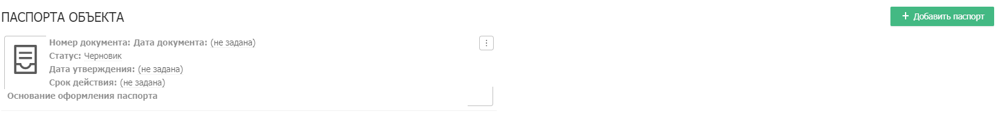 ПАСПОРТА ОБЪЕКТА
+ Добавить паспорт
Номер документа: Дата документа: (не задана)
Статус: Черновик
Дата утверждения: (не задана)
Срок действия: (не задана)
Основание оформления паспорта